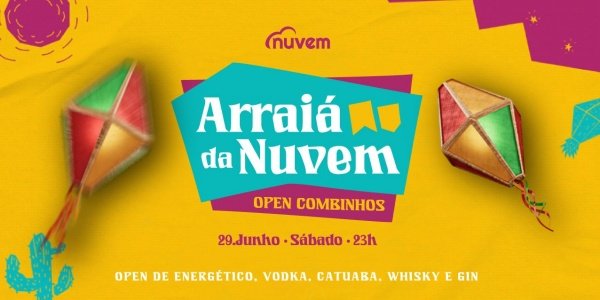 nuvem
Arraiá
da Nuvem
OPEN COMBINHOS
29.Junho • Sábado • 23h
OPEN DE ENERGÉTICO, VODKA, CATUABA, WHISKY E GIN